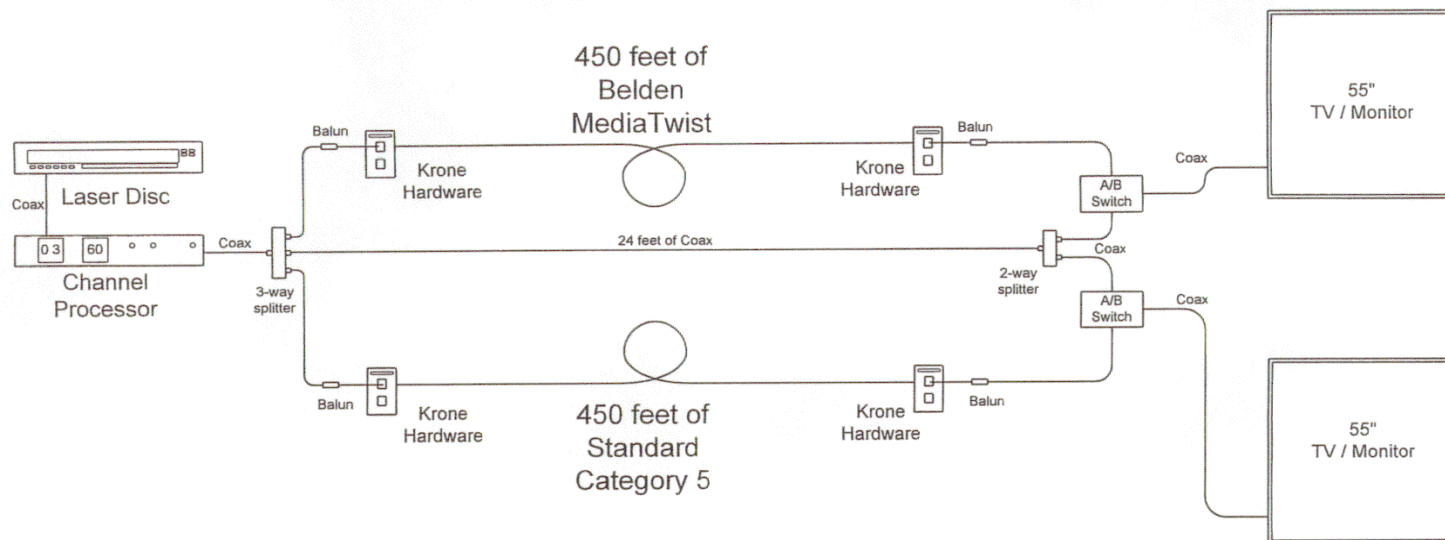 450 feet of
Belden
MediaTwist
55"
TV / Monitor
Balun
Balun
Krone
Hardware
Krone
Hardware
Coax
A/B
Switch
Laser Disc
Coax
0 3
60
Coax
24 feet of Coax
Coax
Channel
Processor
3-way
splitter
2-way
splitter
A/B
Switch
Coax
Balun
Krone
Hardware
Krone
Hardware
Balun
450 feet of
Standard
Category 5
55"
TV / Monitor